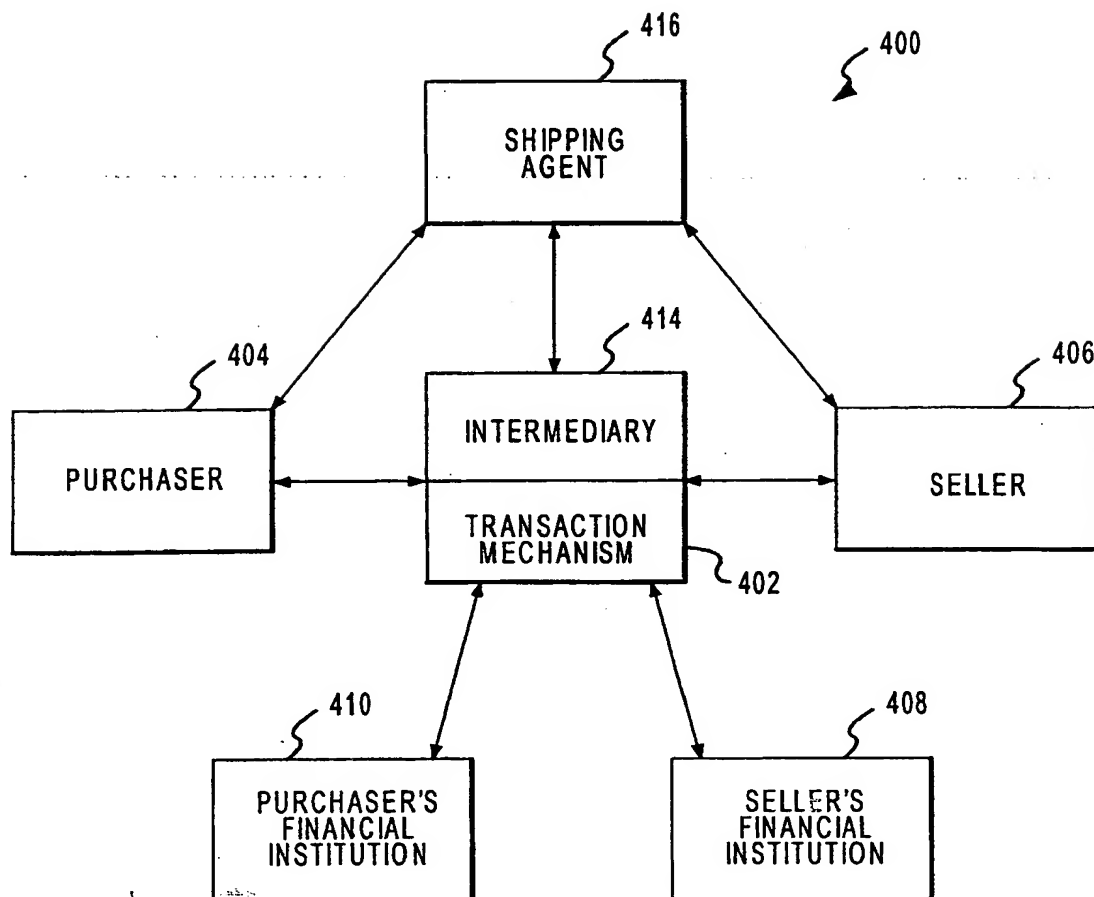 416
400
SHIPPING
AGENT
414
404
406
INTERMEDIARY
PURCHASER
SELLER
TRANSACTION
MECHANISM
402
410
408
PURCHASER'S
FINANCIAL
INSTITUTION
SELLER'S
FINANCIAL
INSTITUTION